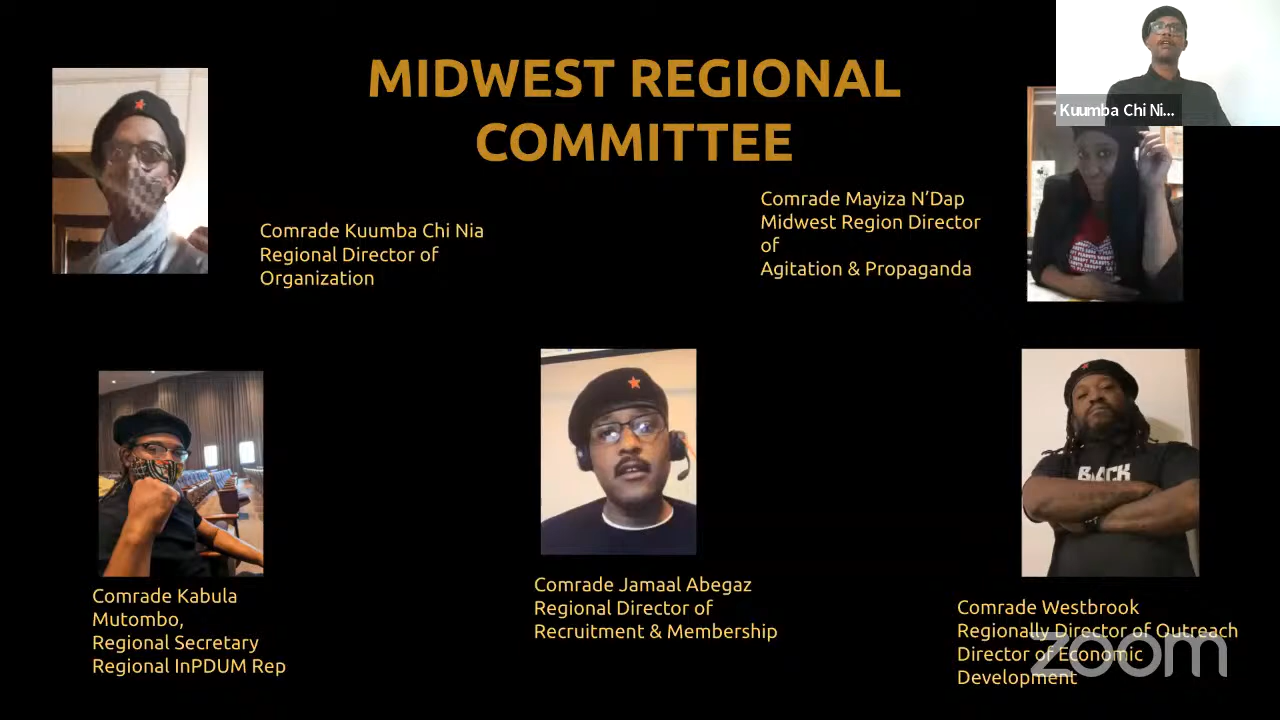 MIDWEST REGIONAL
COMMITTEE
Kuumba Chi Ni...
Comrade Kuumba Chi Nia
Regional Director of
Organization
Comrade Mayiza N’Dap
Midwest Region Director
of
Agitation & Propaganda
Comrade Kabula
Mutombo,
Regional Secretary
Regional InPDUM Rep
Comrade Jamaal Abegaz
Regional Director of
Recruitment & Membership
BLACK
Comrade Westbrook
Regionally Director of Outreach
Director of Economic
Development
zoom